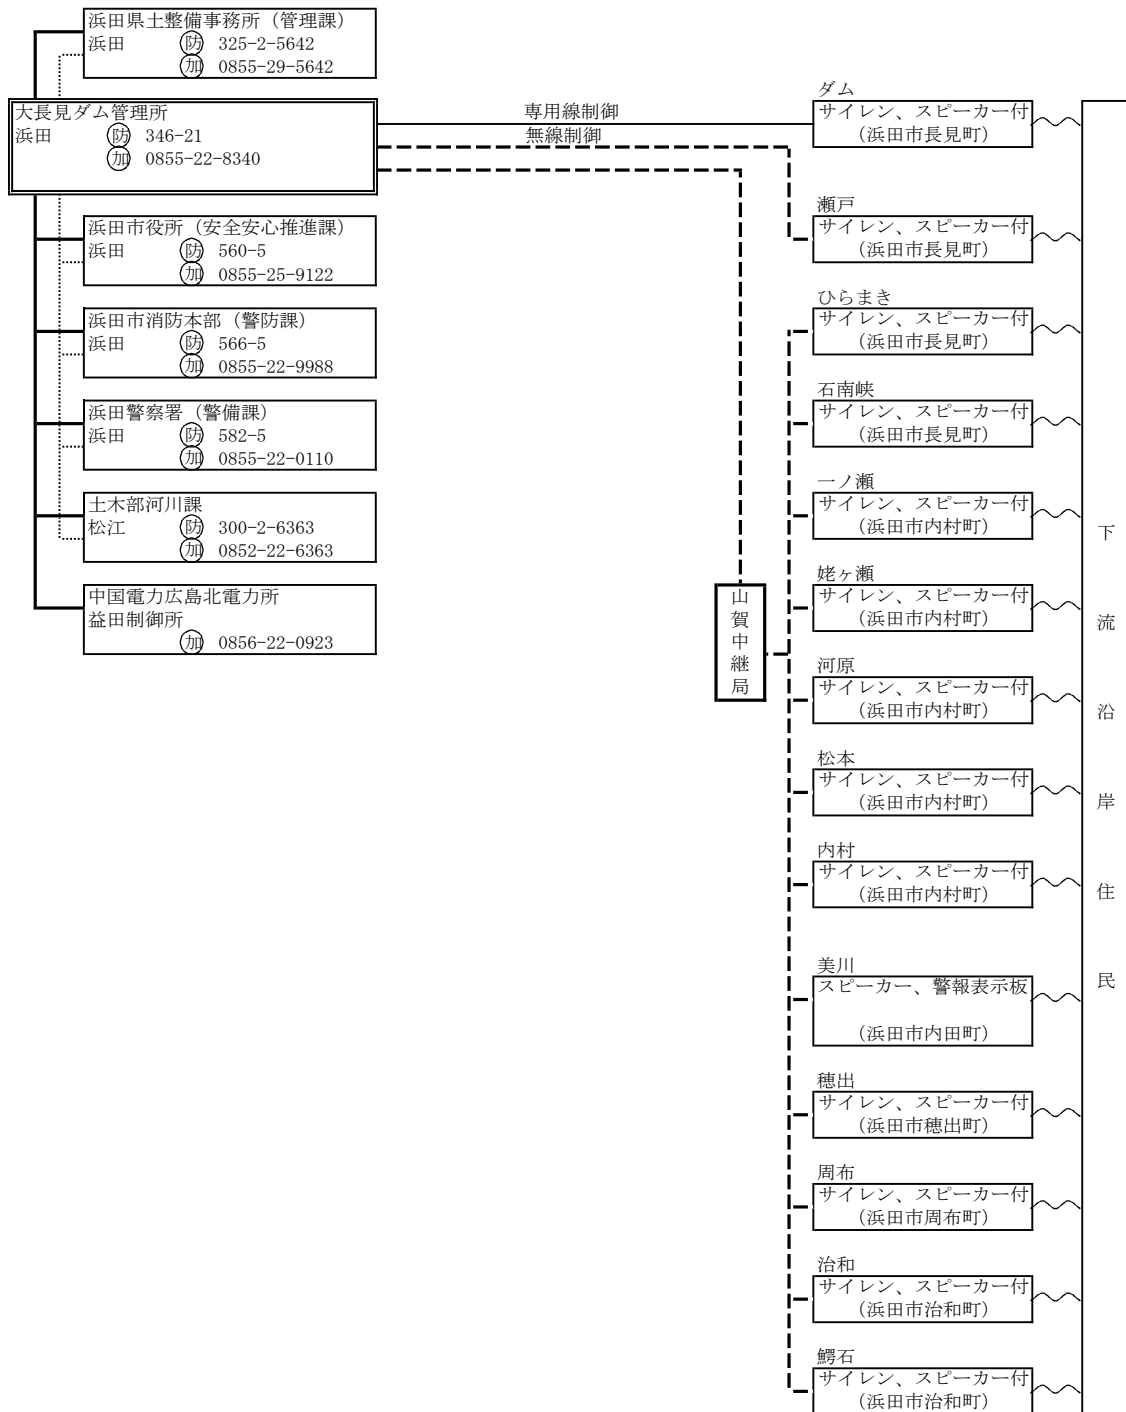 浜田県土整備事務所（管理課）
浜田 防 325-2-5642
加 0855-29-5642
大長見ダム管理所
浜田 防 346-21
加 0855-22-8340
浜田市役所（安全安心推進課）
浜田 防 560-5
加 0855-25-9122
浜田市消防本部（警防課）
浜田 防 566-5
加 0855-22-9988
浜田警察署（警備課）
浜田 防 582-5
加 0855-22-0110
土木部河川課
松江 防 300-2-6363
加 0852-22-6363
中国電力広島北電力所
益田制御所
加 0856-22-0923
専用線制御
無線制御
山賀中継局
ダム
サイレン、スピーカー付
（浜田市長見町）
瀬戸
サイレン、スピーカー付
（浜田市長見町）
ひらまき
サイレン、スピーカー付
（浜田市長見町）
石南峡
サイレン、スピーカー付
（浜田市長見町）
一ノ瀬
サイレン、スピーカー付
（浜田市内村町）
姥ヶ瀬
サイレン、スピーカー付
（浜田市内村町）
河原
サイレン、スピーカー付
（浜田市内村町）
松本
サイレン、スピーカー付
（浜田市内村町）
内村
サイレン、スピーカー付
（浜田市内村町）
美川
スピーカー、警報表示板
（浜田市内田町）
穂出
サイレン、スピーカー付
（浜田市穂出町）
周布
サイレン、スピーカー付
（浜田市周布町）
治和
サイレン、スピーカー付
（浜田市治和町）
鰐石
サイレン、スピーカー付
（浜田市治和町）
下流沿岸住民